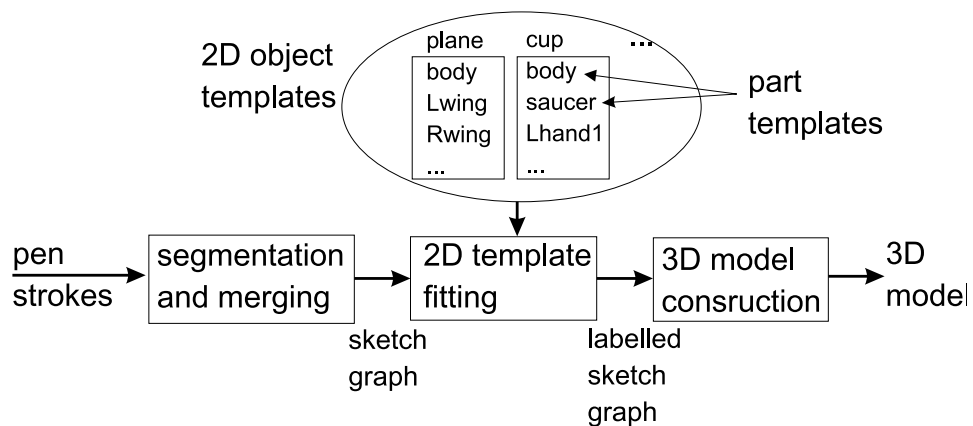 2D object
templates
plane
body
Lwing
Rwing
...
cup
body
saucer
Lhand1
...
...
part
templates
pen
strokes
segmentation
and merging
sketch
graph
2D template
fitting
labelled
sketch
graph
3D model
consruction
3D
model